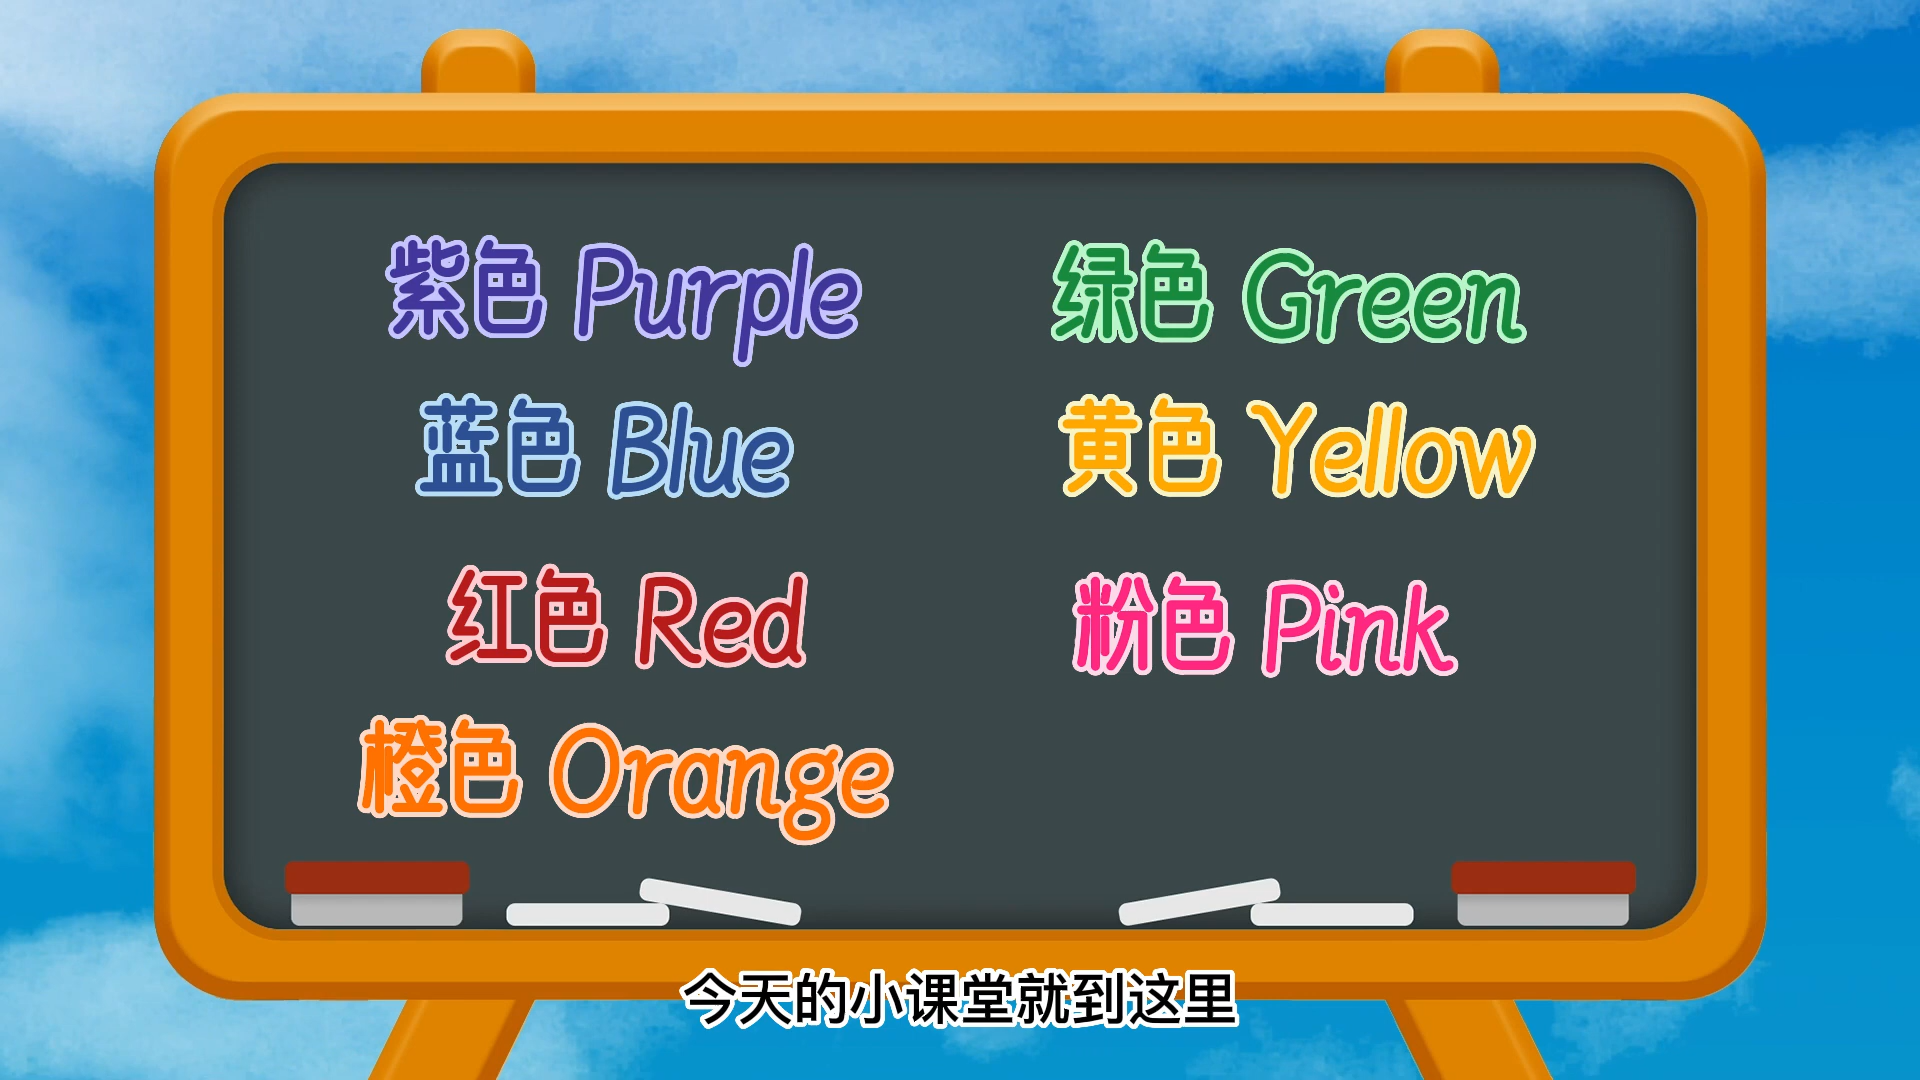 紫色 Purple
绿色 Green
蓝色 Blue
黄色 Yellow
红色 Red
粉色 Pink
橙色 Orange
今天的小课堂就到这里